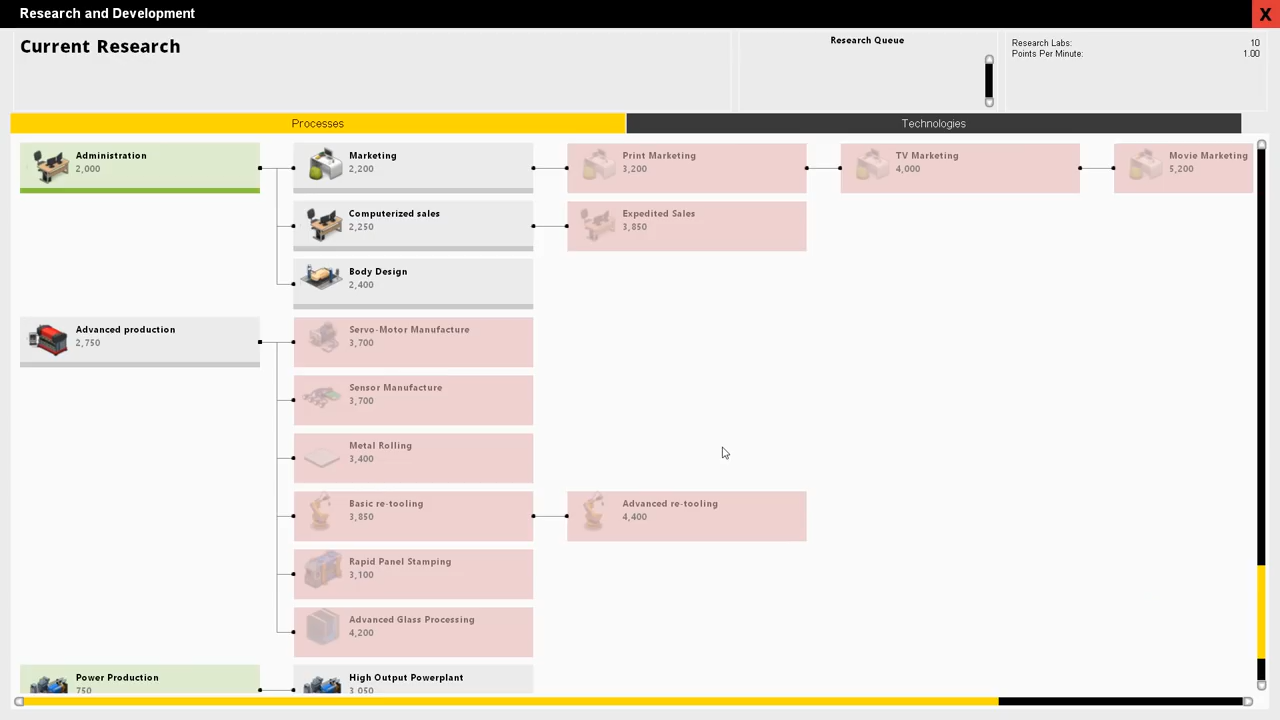 Research and Development
X
Current Research
Research Queue
Research Labs: 10
Points Per Minute: 1.00
Processes
Technologies
Administration
2,000
Marketing
2,200
Print Marketing
3,200
TV Marketing
4,000
Movie Marketing
5,200
Computerized sales
2,250
Expedited Sales
3,850
Body Design
2,400
Advanced production
2,750
Servo-Motor Manufacture
3,700
Sensor Manufacture
3,700
Metal Rolling
3,400
Basic re-tooling
3,850
Advanced re-tooling
4,400
Rapid Panel Stamping
3,100
Advanced Glass Processing
4,200
Power Production
750
High Output Powerplant
3,050